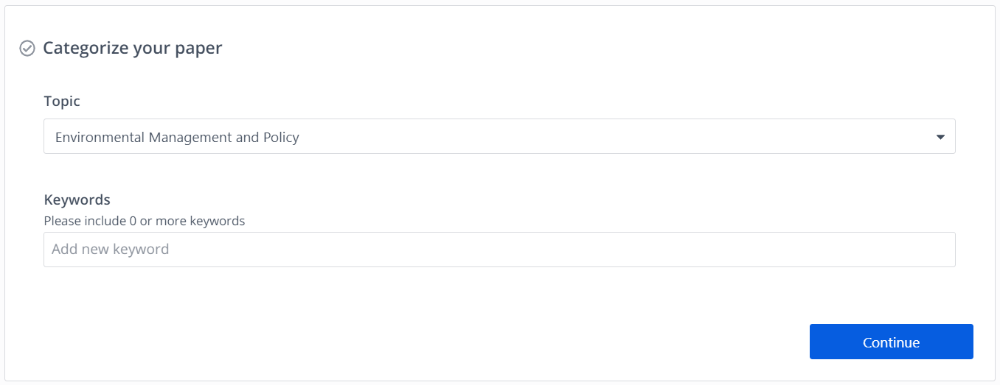 Categorize your paper
Topic
Environmental Management and Policy
Keywords
Please include 0 or more keywords
Add new keyword
Continue